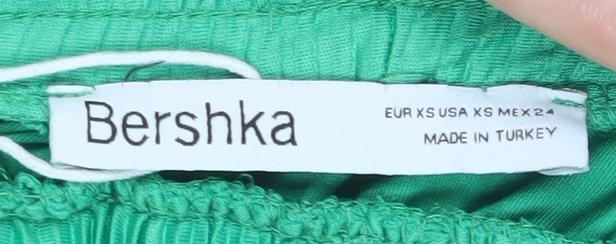 Bershka
EUR XS USA XS MEX 24
MADE IN TURKEY